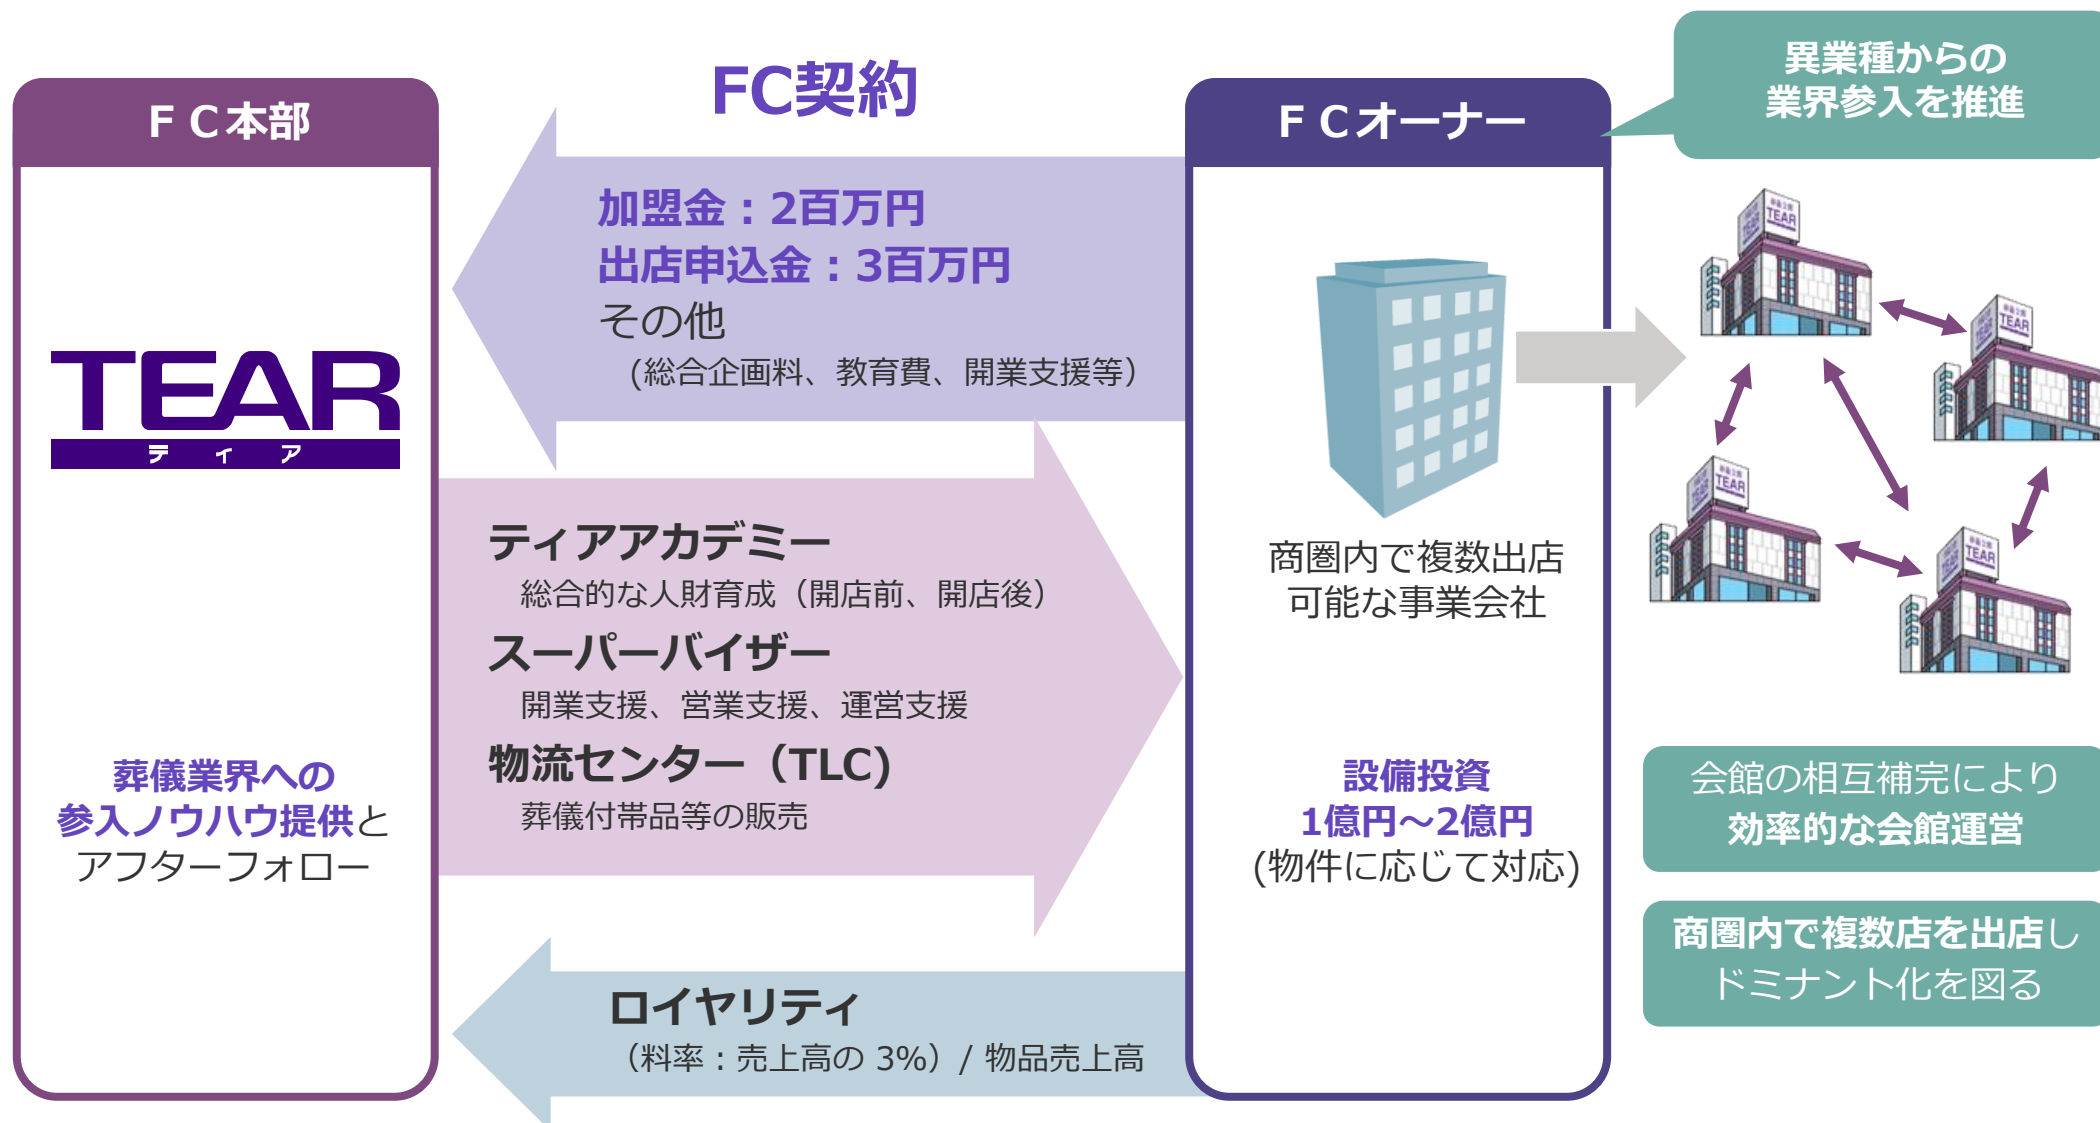 FC契約
ＦＣ本部
TEAR
ティア
葬儀業界への
参入ノウハウ提供と
アフターフォロー
加盟金：2百万円
出店申込金：3百万円
その他
(総合企画料、教育費、開業支援等）
ティアアカデミー
総合的な人財育成（開店前、開店後）
スーパーバイザー
開業支援、営業支援、運営支援
物流センター（TLC)
葬儀付帯品等の販売
ロイヤリティ
（料率：売上高の 3%）/ 物品売上高
ＦＣオーナー
商圏内で複数出店
可能な事業会社
設備投資
1億円～2億円
(物件に応じて対応)
異業種からの
業界参入を推進
TEAR
TEAR
TEAR
TEAR
会館の相互補完により
効率的な会館運営
商圏内で複数店を出店し
ドミナント化を図る